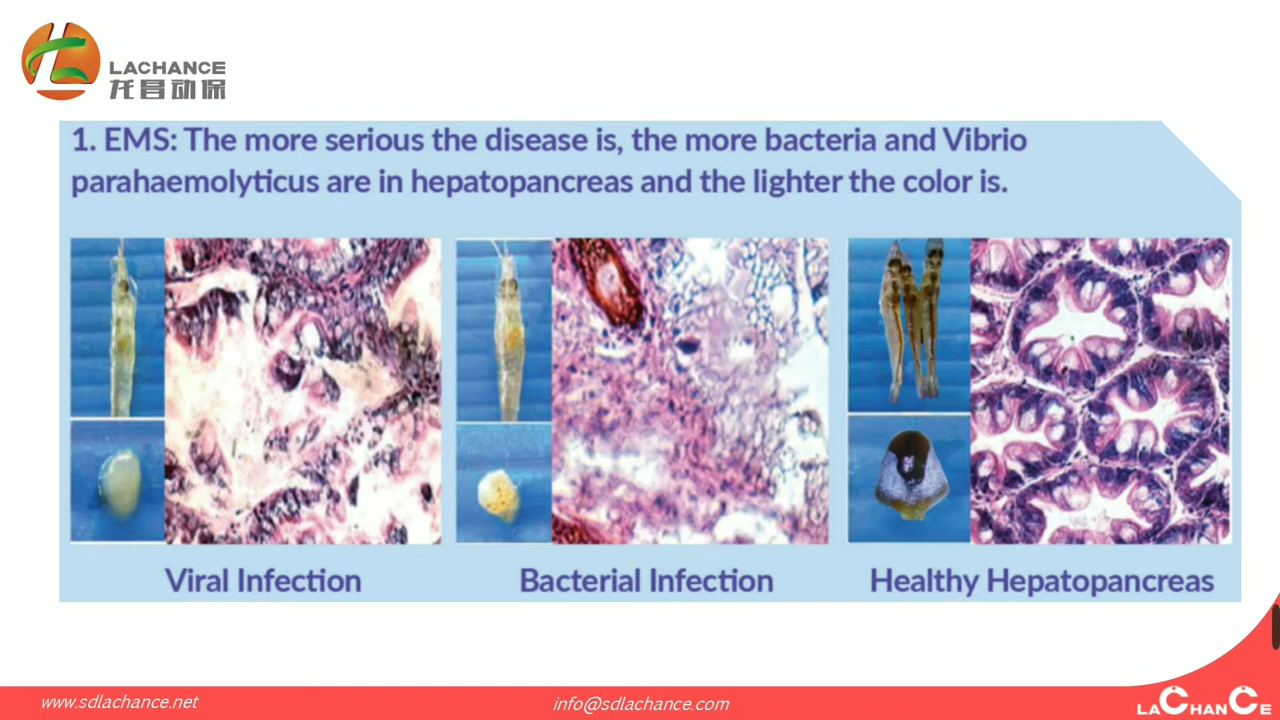 LACHANCE
龙昌动保
1. EMS: The more serious the disease is, the more bacteria and Vibrio
parahaemolyticus are in hepatopancreas and the lighter the color is.
Viral Infection
Bacterial Infection
Healthy Hepatopancreas
www.sdlachance.net
info@sdlachance.com
LACHANCE